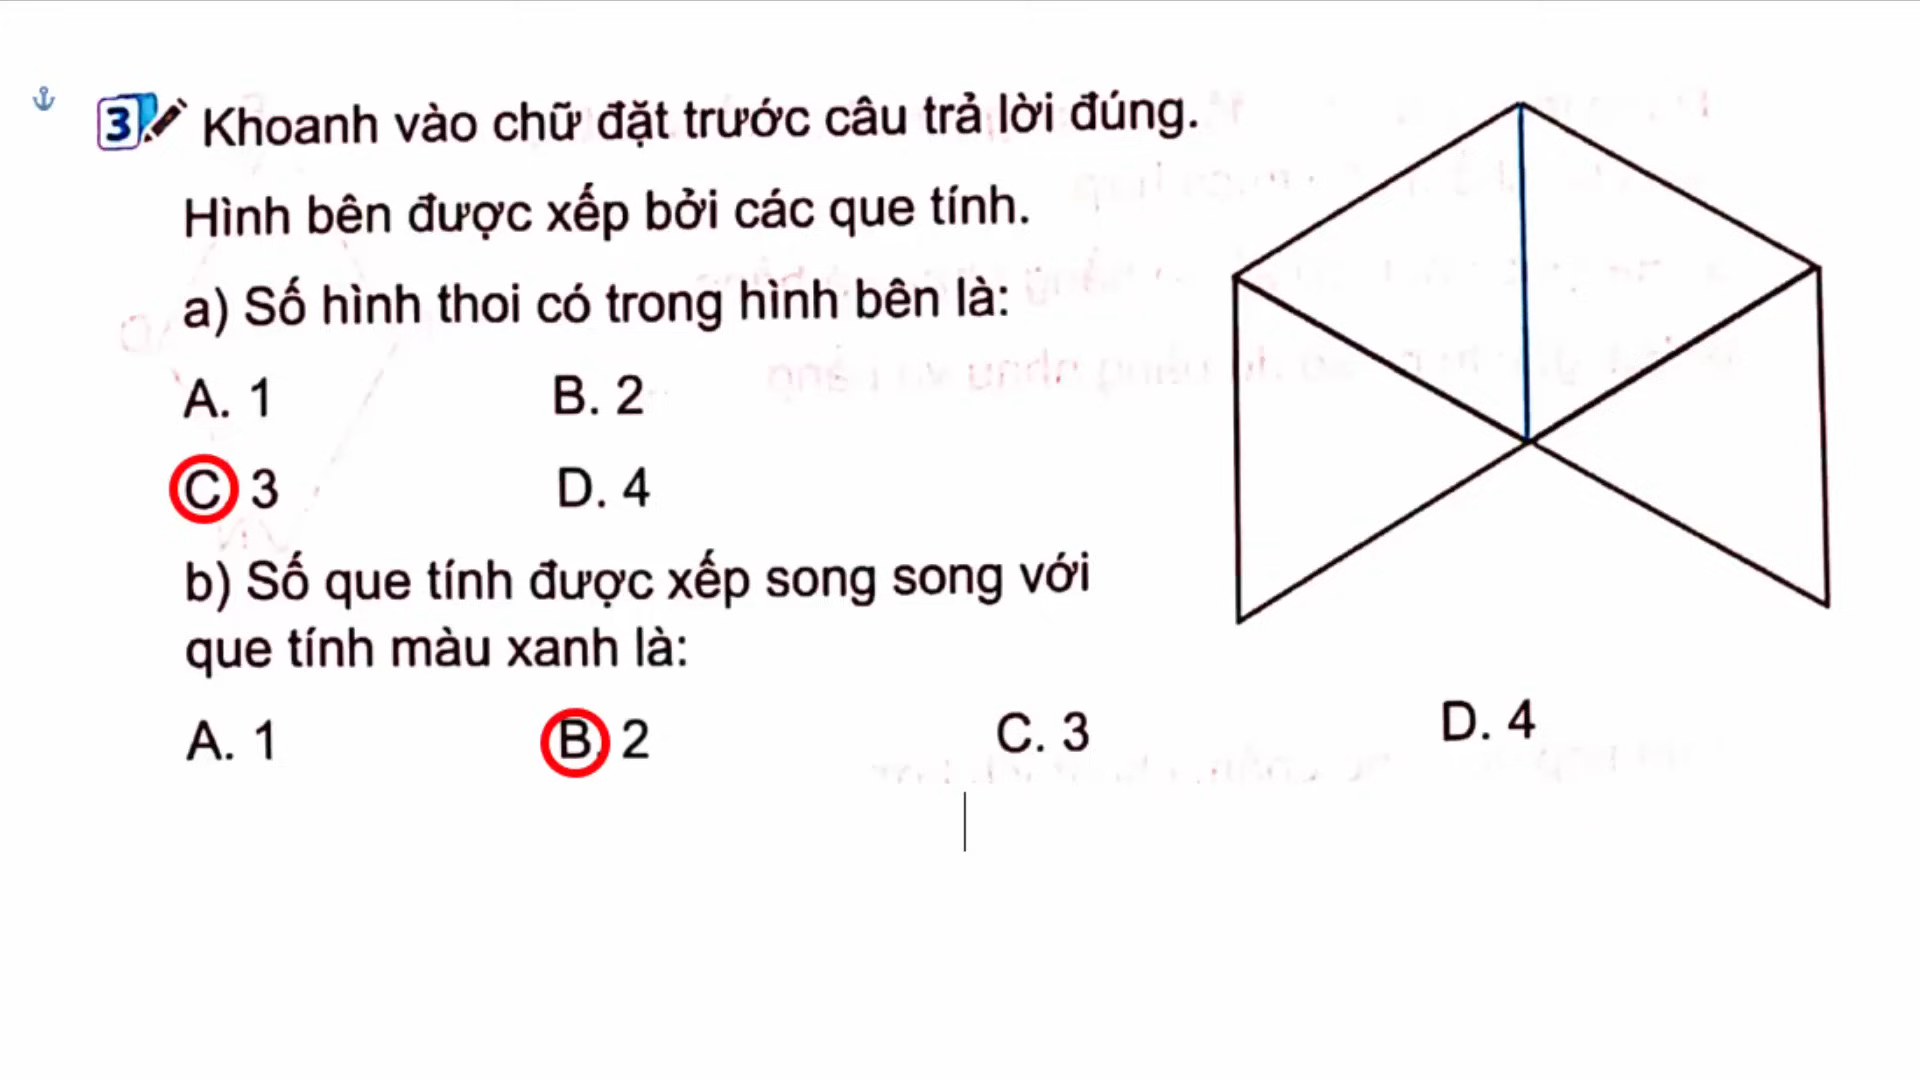 3 Khoanh vào chữ đặt trước câu trả lời đúng.
Hình bên được xếp bởi các que tính.
a) Số hình thoi có trong hình bên là:
A. 1 B. 2
C 3 D. 4
b) Số que tính được xếp song song với
que tính màu xanh là:
A. 1 B. 2 C. 3 D. 4